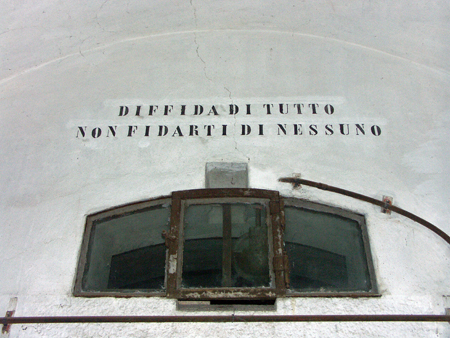 DIFFIDA DI TUTTO
NON FIDARTI DI NESSUNO